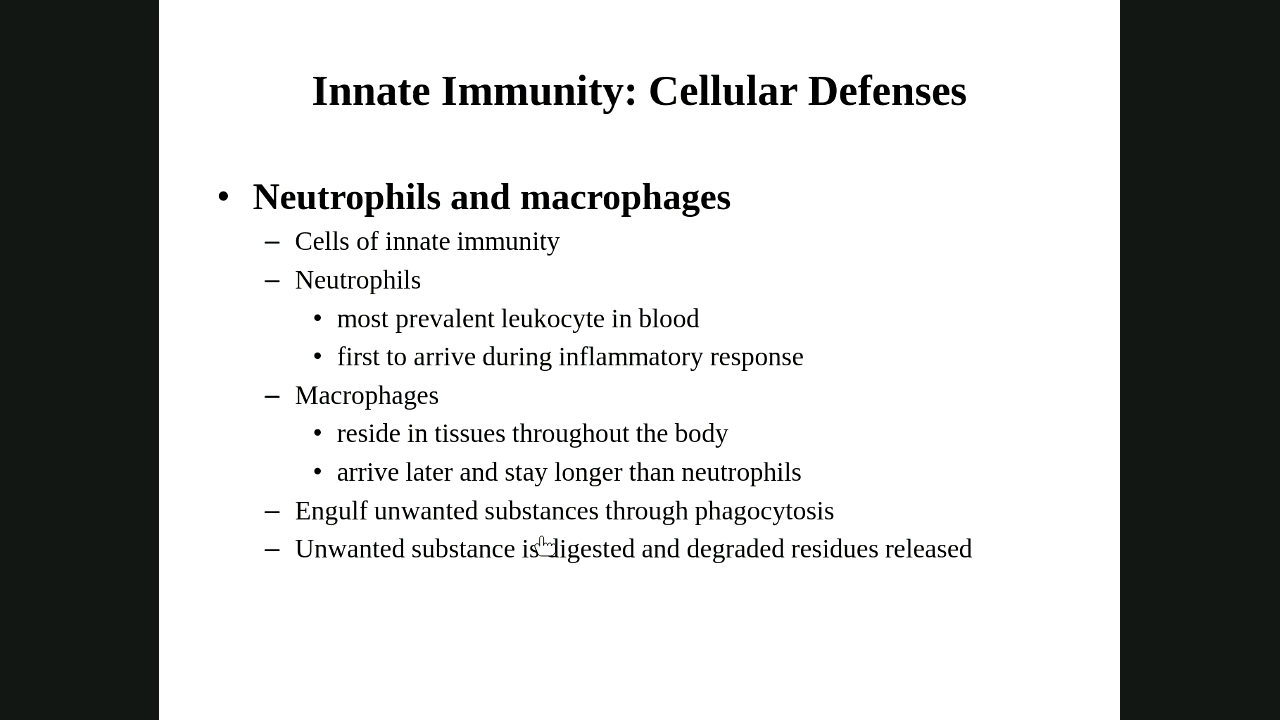 Innate Immunity: Cellular Defenses
• Neutrophils and macrophages
– Cells of innate immunity
– Neutrophils
• most prevalent leukocyte in blood
• first to arrive during inflammatory response
– Macrophages
• reside in tissues throughout the body
• arrive later and stay longer than neutrophils
– Engulf unwanted substances through phagocytosis
– Unwanted substance is digested and degraded residues released